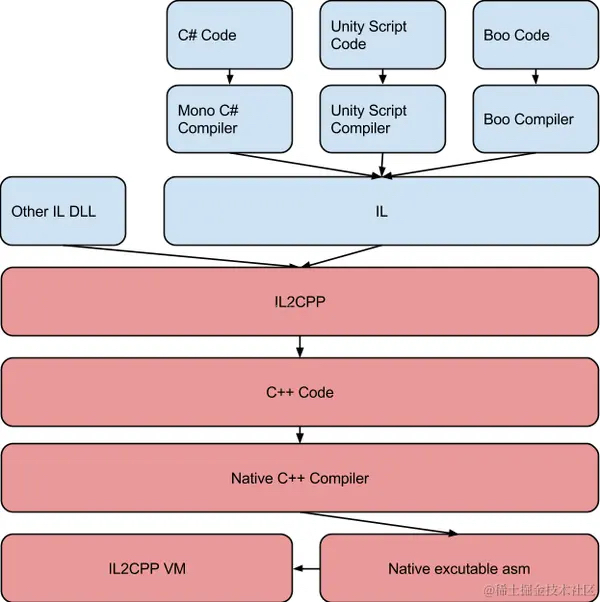 C# Code
Unity Script
Code
Boo Code
Mono C#
Compiler
Unity Script
Compiler
Boo Compiler
Other IL DLL
IL
IL2CPP
C++ Code
Native C++ Compiler
IL2CPP VM
Native excutable asm
@稀土掘金技术社区